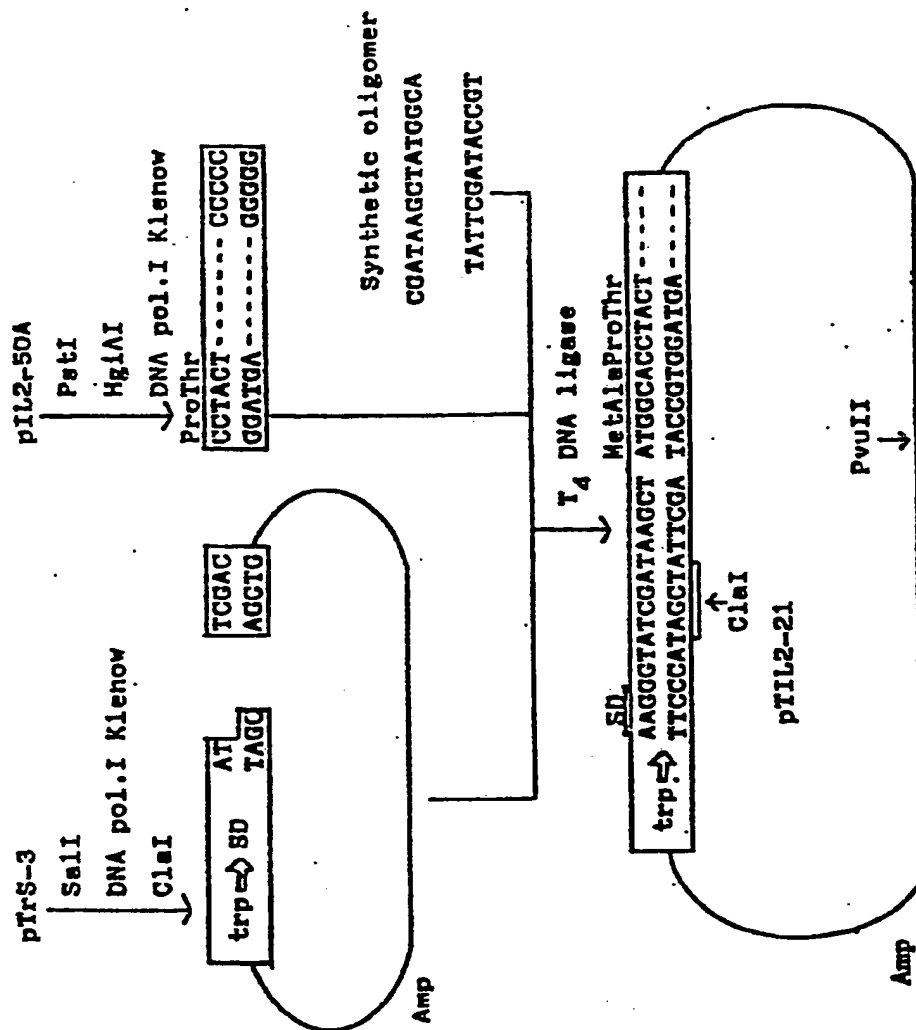 pTrS-3
SalI
DNA pol.I Klenow
ClaI
trp⇨ SD
AT
TAGC
TCGAC
AGCTG
Amp
pIL2-50A
PstI
HgiAI
DNA pol.I Klenow
ProThr
CCTACT------- CCCCC
GGATGA------- GGGGG
Synthetic oligomer
CGATAAGCTATGGCA
TATTCGATACCGT
T4 DNA ligase
SD
MetAlaProThr
trp⇨
AAGGGTATCGATAAGCT ATGGCACCTACT-----
TTCCCATAGCTATTCGA TACCGTGGATGA-----
ClaI
pTIL2-21
PvuII
Amp